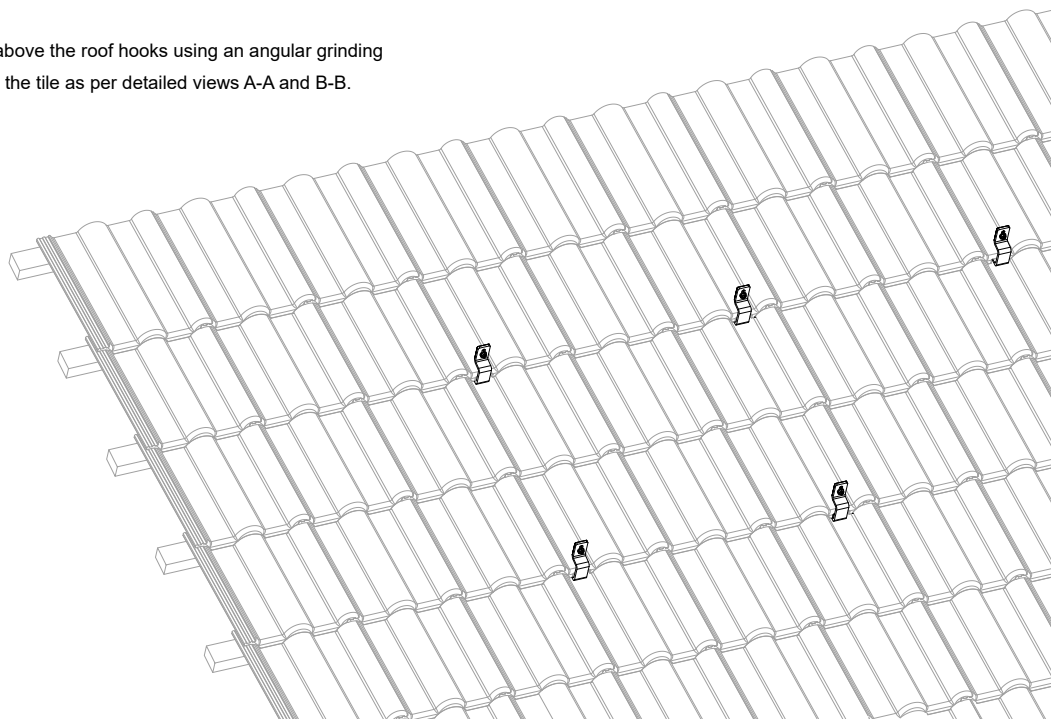 above the roof hooks using an angular grinding
the tile as per detailed views A-A and B-B.